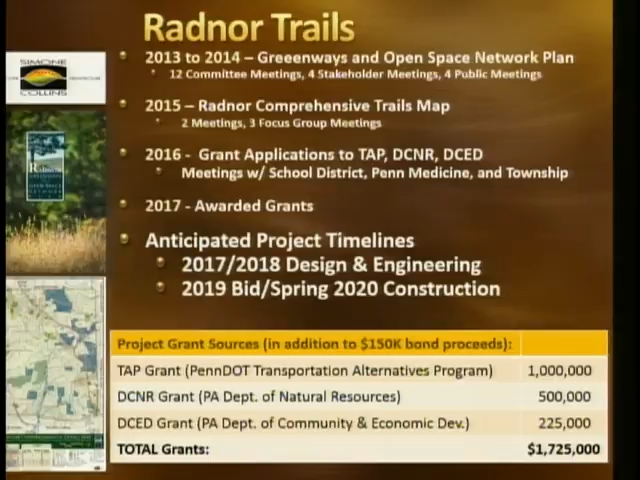 Radnor Trails
2013 to 2014 – Greeenways and Open Space Network Plan
12 Committee Meetings, 4 Stakeholder Meetings, 4 Public Meetings
2015 – Radnor Comprehensive Trails Map
2 Meetings, 3 Focus Group Meetings
2016 - Grant Applications to TAP, DCNR, DCED
Meetings w/ School District, Penn Medicine, and Township
2017 - Awarded Grants
Anticipated Project Timelines
2017/2018 Design & Engineering
2019 Bid/Spring 2020 Construction
SIMONE
COLLINS
Radnor
Project Grant Sources (in addition to $150K bond proceeds):
TAP Grant (PennDOT Transportation Alternatives Program) 1,000,000
DCNR Grant (PA Dept. of Natural Resources) 500,000
DCED Grant (PA Dept. of Community & Economic Dev.) 225,000
TOTAL Grants: $1,725,000